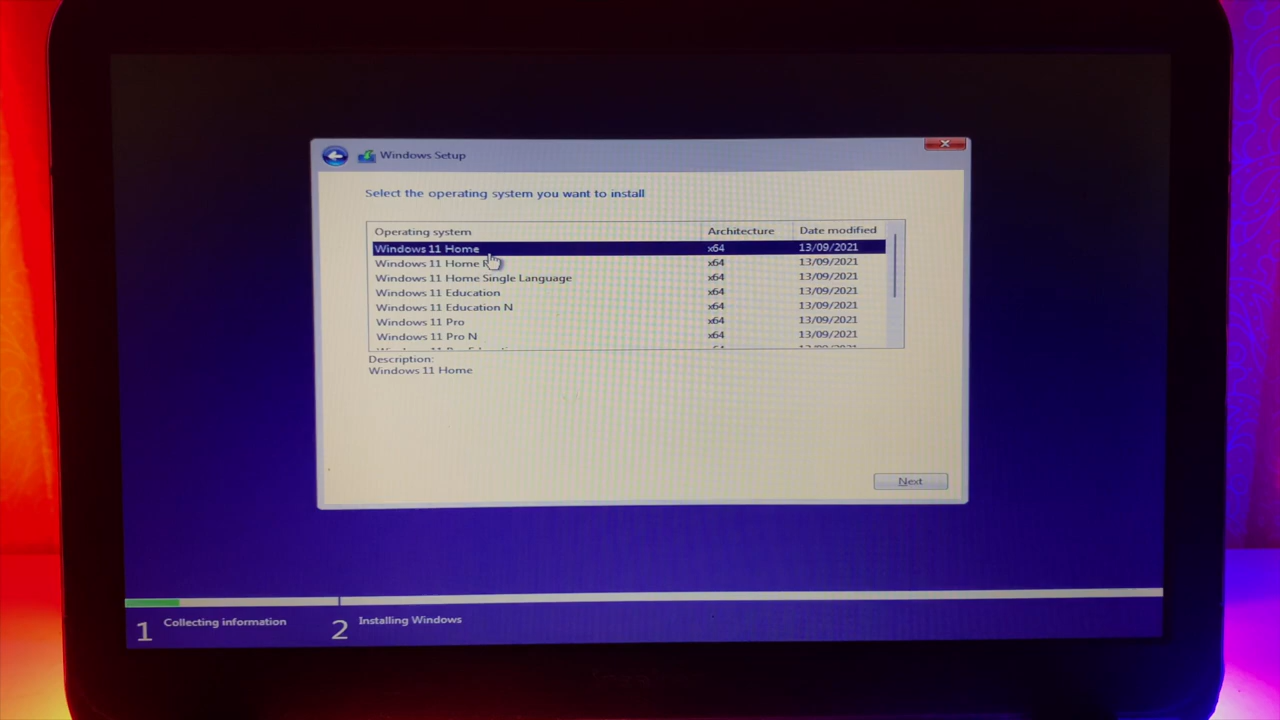 Windows Setup
Select the operating system you want to install
Operating system Architecture Date modified
Windows 11 Home x64 13/09/2021
Windows 11 Home x64 13/09/2021
Windows 11 Home Single Language x64 13/09/2021
Windows 11 Education x64 13/09/2021
Windows 11 Education N x64 13/09/2021
Windows 11 Pro x64 13/09/2021
Windows 11 Pro N x64 13/09/2021
Description:
Windows 11 Home
Next
1 Collecting information 2 Installing Windows